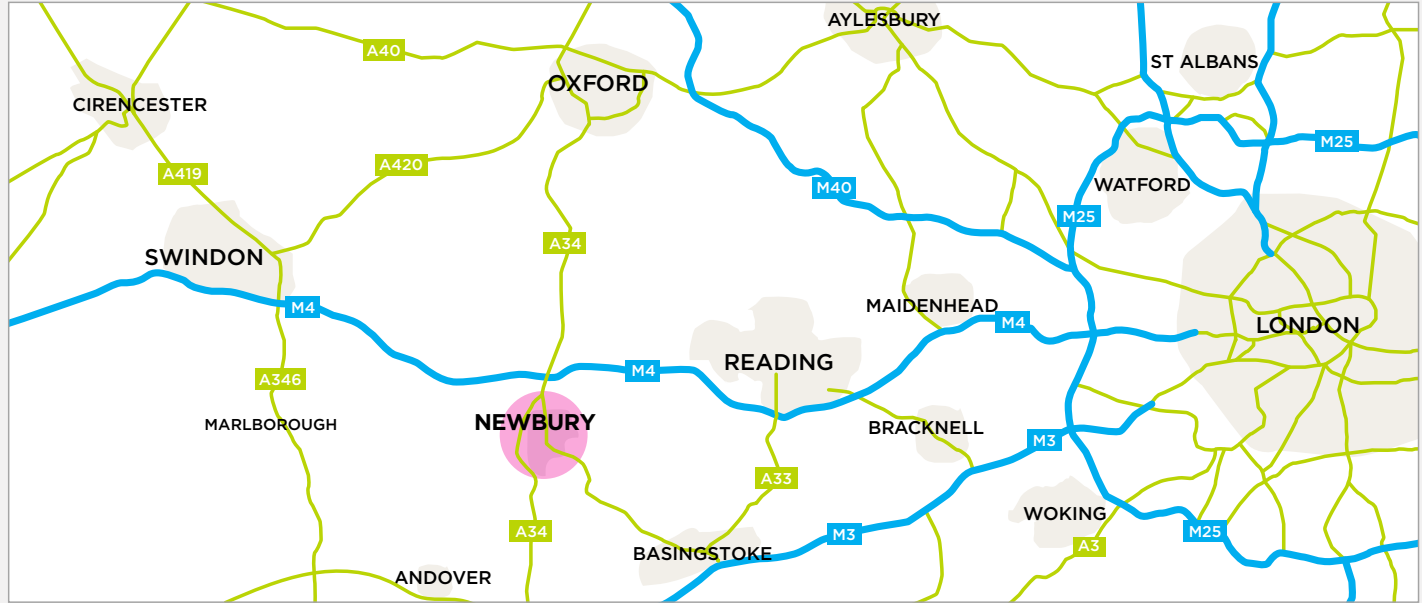 AYLESBURY
A40
ST ALBANS
OXFORD
CIRENCESTER
M25
A420
A419
WATFORD
M40
M25
A34
SWINDON
M4
MAIDENHEAD
M4
LONDON
READING
M4
A346
MARLBOROUGH
NEWBURY
BRACKNELL
M3
A33
WOKING
A34
M3
M25
A3
BASINGSTOKE
ANDOVER